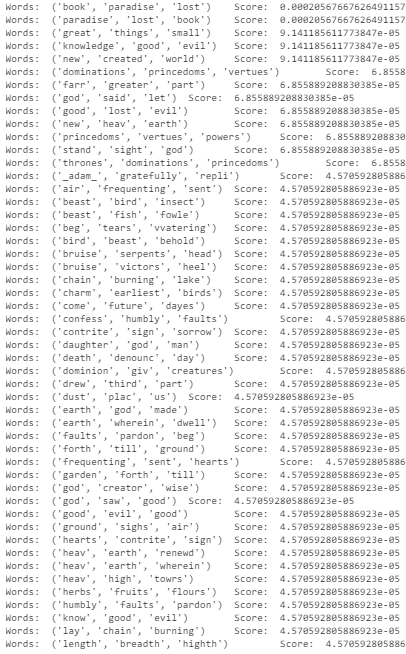 Words: ('book', 'paradise', 'lost') Score: 0.00020567667626491157
Words: ('paradise', 'lost', 'book') Score: 0.00020567667626491157
Words: ('great', 'things', 'small') Score: 9.141185611773847e-05
Words: ('knowledge', 'good', 'evil') Score: 9.141185611773847e-05
Words: ('new', 'created', 'world') Score: 9.141185611773847e-05
Words: ('dominations', 'princedoms', 'vertues') Score: 6.8558
Words: ('farr', 'greater', 'part') Score: 6.855889208830385e-05
Words: ('god', 'said', 'let') Score: 6.855889208830385e-05
Words: ('good', 'lost', 'evil') Score: 6.855889208830385e-05
Words: ('new', 'heav', 'earth') Score: 6.855889208830385e-05
Words: ('princedoms', 'vertues', 'powers') Score: 6.855889208830
Words: ('stand', 'sight', 'god') Score: 6.855889208830385e-05
Words: ('thrones', 'dominations', 'princedoms') Score: 6.8558
Words: ('_adam_', 'gratefully', 'repli') Score: 4.570592805886
Words: ('air', 'frequenting', 'sent') Score: 4.570592805886923e-05
Words: ('beast', 'bird', 'insect') Score: 4.570592805886923e-05
Words: ('beast', 'fish', 'fowle') Score: 4.570592805886923e-05
Words: ('beg', 'tears', 'vvatering') Score: 4.570592805886923e-05
Words: ('bird', 'beast', 'behold') Score: 4.570592805886923e-05
Words: ('bruise', 'serpents', 'head') Score: 4.570592805886923e-05
Words: ('bruise', 'victors', 'heel') Score: 4.570592805886923e-05
Words: ('chain', 'burning', 'lake') Score: 4.570592805886923e-05
Words: ('charm', 'earliest', 'birds') Score: 4.570592805886923e-05
Words: ('come', 'future', 'dayes') Score: 4.570592805886923e-05
Words: ('confess', 'humbly', 'faults') Score: 4.570592805886
Words: ('contrite', 'sign', 'sorrow') Score: 4.570592805886923e-05
Words: ('daughter', 'god', 'man') Score: 4.570592805886923e-05
Words: ('death', 'denounc', 'day') Score: 4.570592805886923e-05
Words: ('dominion', 'giv', 'creatures') Score: 4.570592805886
Words: ('drew', 'third', 'part') Score: 4.570592805886923e-05
Words: ('dust', 'plac', 'us') Score: 4.570592805886923e-05
Words: ('earth', 'god', 'made') Score: 4.570592805886923e-05
Words: ('earth', 'wherein', 'dwell') Score: 4.570592805886923e-05
Words: ('faults', 'pardon', 'beg') Score: 4.570592805886923e-05
Words: ('forth', 'till', 'ground') Score: 4.570592805886923e-05
Words: ('frequenting', 'sent', 'hearts') Score: 4.570592805886
Words: ('garden', 'forth', 'till') Score: 4.570592805886923e-05
Words: ('god', 'creator', 'wise') Score: 4.570592805886923e-05
Words: ('god', 'saw', 'good') Score: 4.570592805886923e-05
Words: ('good', 'evil', 'good') Score: 4.570592805886923e-05
Words: ('ground', 'sighs', 'air') Score: 4.570592805886923e-05
Words: ('hearts', 'contrite', 'sign') Score: 4.570592805886923e-05
Words: ('heav', 'earth', 'renewd') Score: 4.570592805886923e-05
Words: ('heav', 'earth', 'wherein') Score: 4.570592805886923e-05
Words: ('heav', 'high', 'towrs') Score: 4.570592805886923e-05
Words: ('herbs', 'fruits', 'flours') Score: 4.570592805886923e-05
Words: ('humbly', 'faults', 'pardon') Score: 4.570592805886923e-05
Words: ('know', 'good', 'evil') Score: 4.570592805886923e-05
Words: ('lay', 'chain', 'burning') Score: 4.570592805886923e-05
Words: ('length', 'breadth', 'highth') Score: 4.570592805886